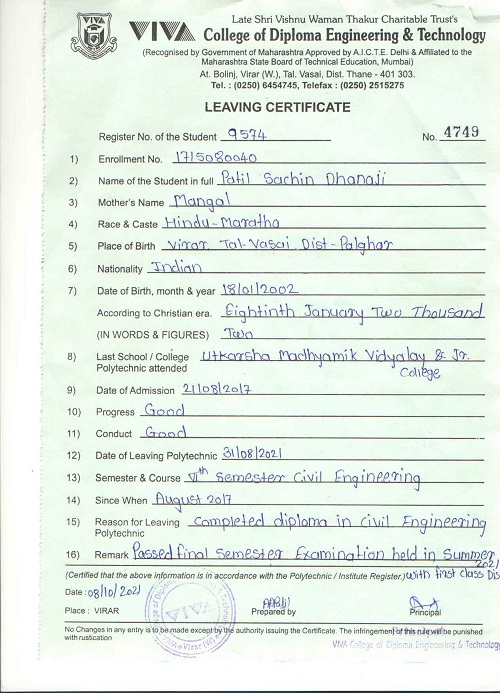 Late Shri Vishnu Waman Thakur Charitable Trust's
VIVA College of Diploma Engineering & Technology
(Recognised by Government of Maharashtra Approved by A.I.C.T.E. Delhi & Affiliated to the
Maharashtra State Board of Technical Education, Mumbai)
At. Bolinj, Virar (W.), Tal. Vasai, Dist. Thane - 401 303.
Tel. : (0250) 6454745, Telefax : (0250) 2515275
LEAVING CERTIFICATE
Register No. of the Student 9574 No. 4749
1) Enrollment No. 1715080040
2) Name of the Student in full Patil Sachin Dhanaji
3) Mother's Name Mangal
4) Race & Caste Hindu-Maratha
5) Place of Birth Virar, Tal-Vasai Dist-Palghar
6) Nationality Indian
7) Date of Birth, month & year 18/01/2002
According to Christian era. Eightinth January Two Thousand
(IN WORDS & FIGURES) Two
8) Last School / College Utkarsha Madhyamik Vidyalay & Jr.
Polytechnic attended College
9) Date of Admission 21/08/2017
10) Progress Good
11) Conduct Good
12) Date of Leaving Polytechnic 31/08/2021
13) Semester & Course VIth Semester Civil Engineering
14) Since When August 2017
15) Reason for Leaving completed diploma in Civil Engineering
Polytechnic
16) Remark Passed final Semester Examination held in Summer
2021
(Certified that the above information is in accordance with the Polytechnic / Institute Register.) with first class Dis
Date : 08/10/2021
Place : VIRAR Prepared by Principal
VIVA
No Changes in any entry is to be made except by the authority issuing the Certificate. The infringement of this rule will be punished
with rustication
VIVA College of Diploma Engineering & Technology